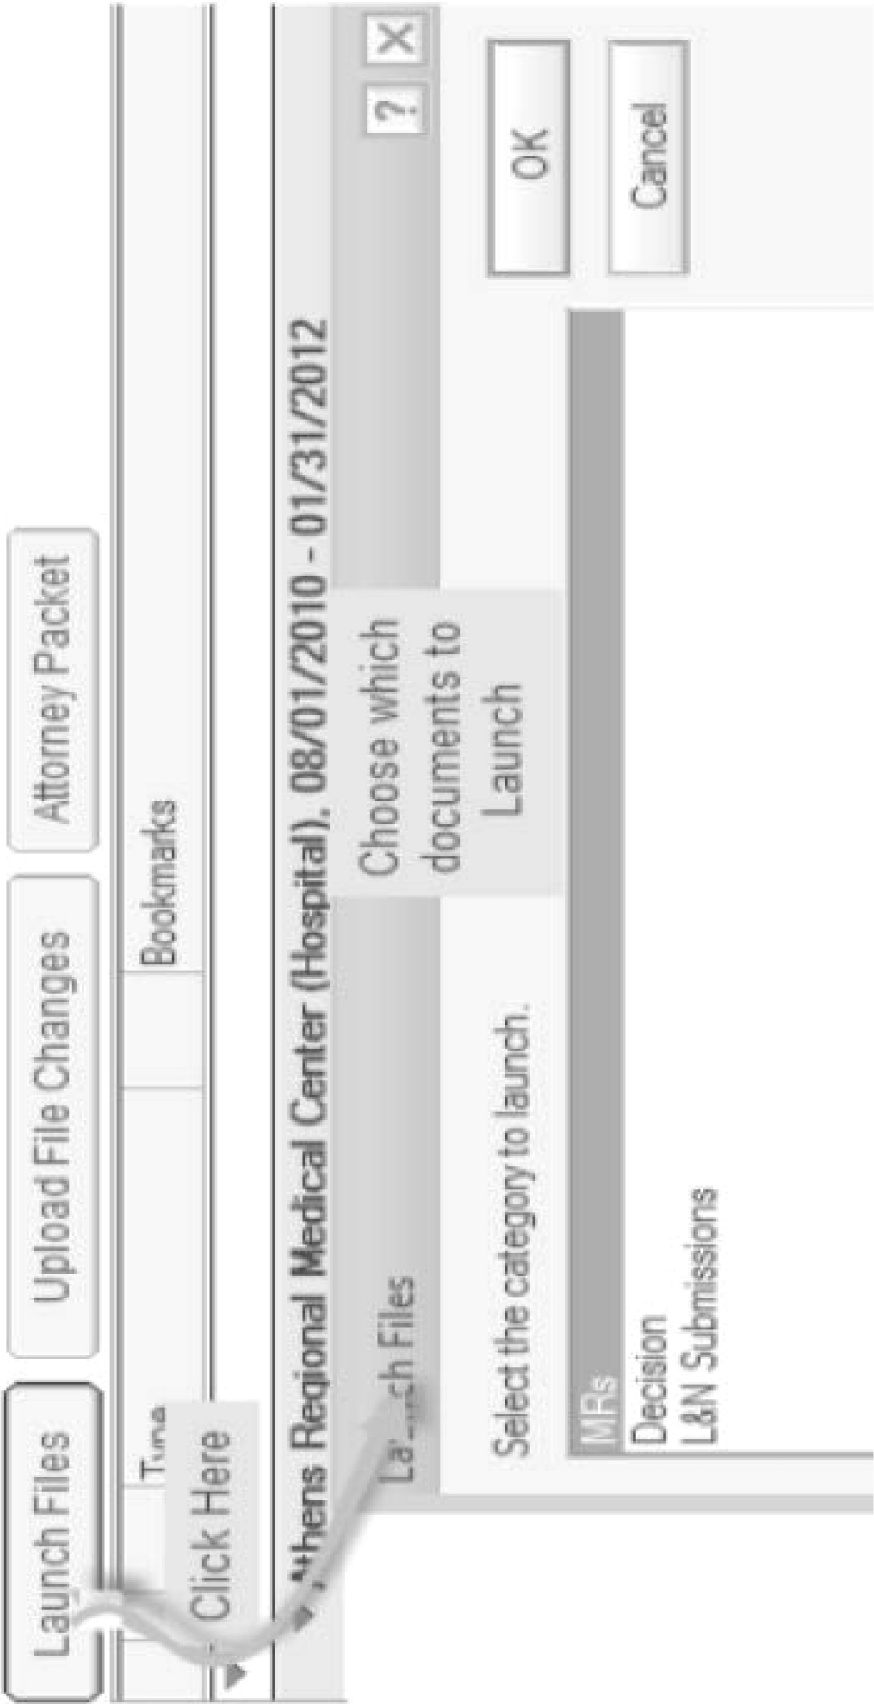 Launch Files
Upload File Changes
Attorney Packet
Bookmarks
Click Here
Athens Regional Medical Center (Hospital), 08/01/2010 - 01/31/2012
Files
? X
Choose which
documents to
Launch
Select the category to launch.
OK
Cancel
MRs
Decision
L&N Submissions